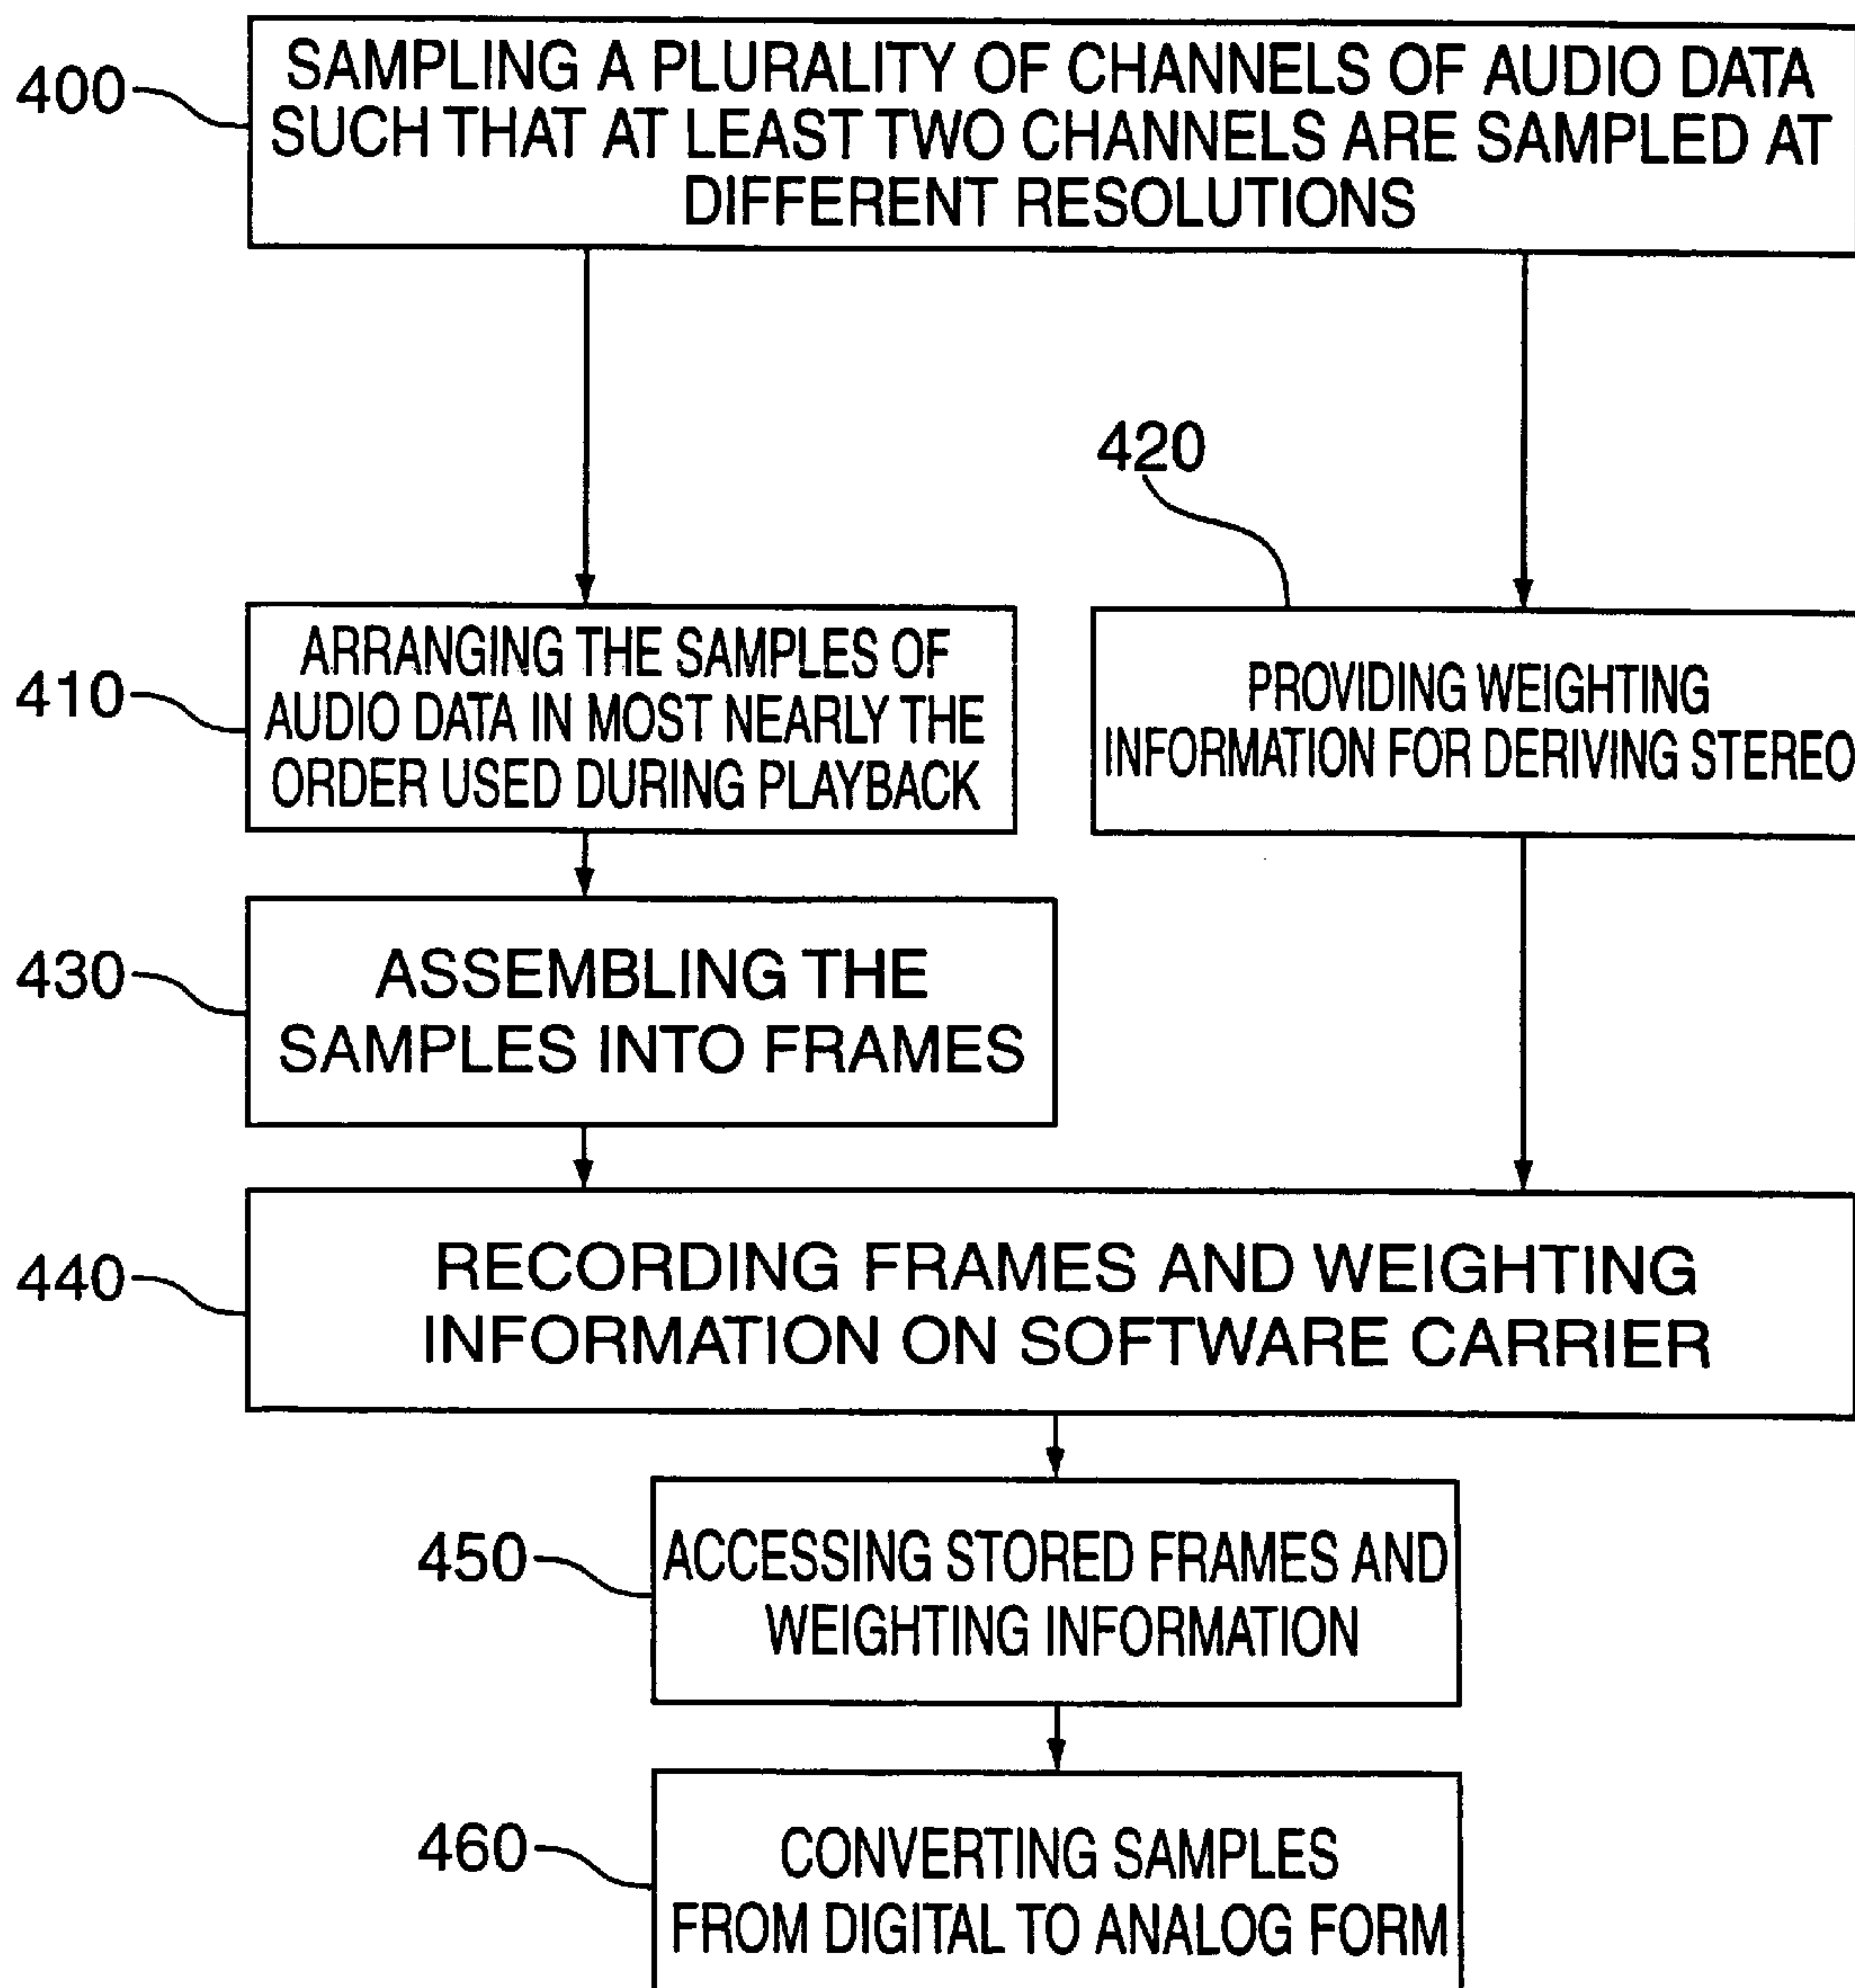 400
SAMPLING A PLURALITY OF CHANNELS OF AUDIO DATA
SUCH THAT AT LEAST TWO CHANNELS ARE SAMPLED AT
DIFFERENT RESOLUTIONS
420
410
ARRANGING THE SAMPLES OF
AUDIO DATA IN MOST NEARLY THE
ORDER USED DURING PLAYBACK
PROVIDING WEIGHTING
INFORMATION FOR DERIVING STEREO
430
ASSEMBLING THE
SAMPLES INTO FRAMES
440
RECORDING FRAMES AND WEIGHTING
INFORMATION ON SOFTWARE CARRIER
450
ACCESSING STORED FRAMES AND
WEIGHTING INFORMATION
460
CONVERTING SAMPLES
FROM DIGITAL TO ANALOG FORM